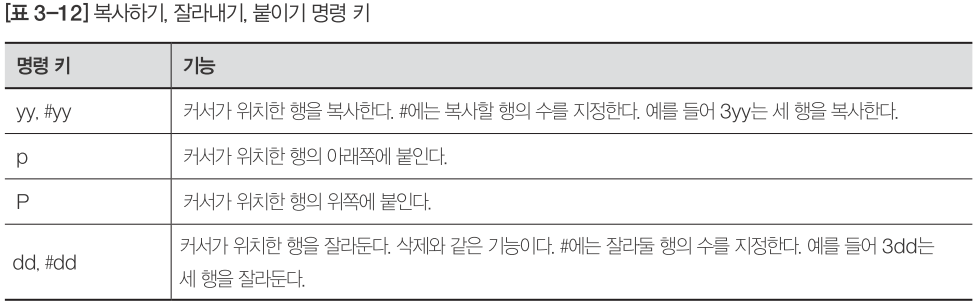 [표 3-12] 복사하기, 잘라내기, 붙이기 명령 키
명령 키 기능
yy, #yy 커서가 위치한 행을 복사한다. #에는 복사할 행의 수를 지정한다. 예를 들어 3yy는 세 행을 복사한다.
p 커서가 위치한 행의 아래쪽에 붙인다.
P 커서가 위치한 행의 위쪽에 붙인다.
dd, #dd 커서가 위치한 행을 잘라둔다. 삭제와 같은 기능이다. #에는 잘라둘 행의 수를 지정한다. 예를 들어 3dd는
세 행을 잘라둔다.